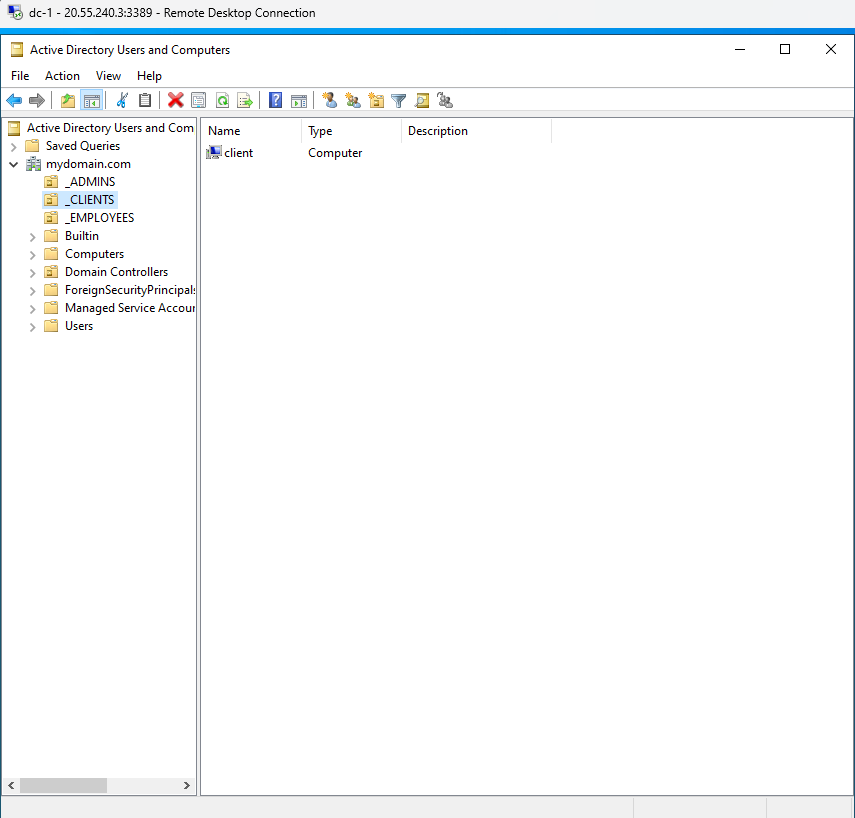 dc-1 - 20.55.240.3:3389 - Remote Desktop Connection
Active Directory Users and Computers
File Action View Help
Active Directory Users and Com
Saved Queries
mydomain.com
_ADMINS
_CLIENTS
_EMPLOYEES
Builtin
Computers
Domain Controllers
ForeignSecurityPrincipals
Managed Service Accour
Users
Name Type Description
client Computer